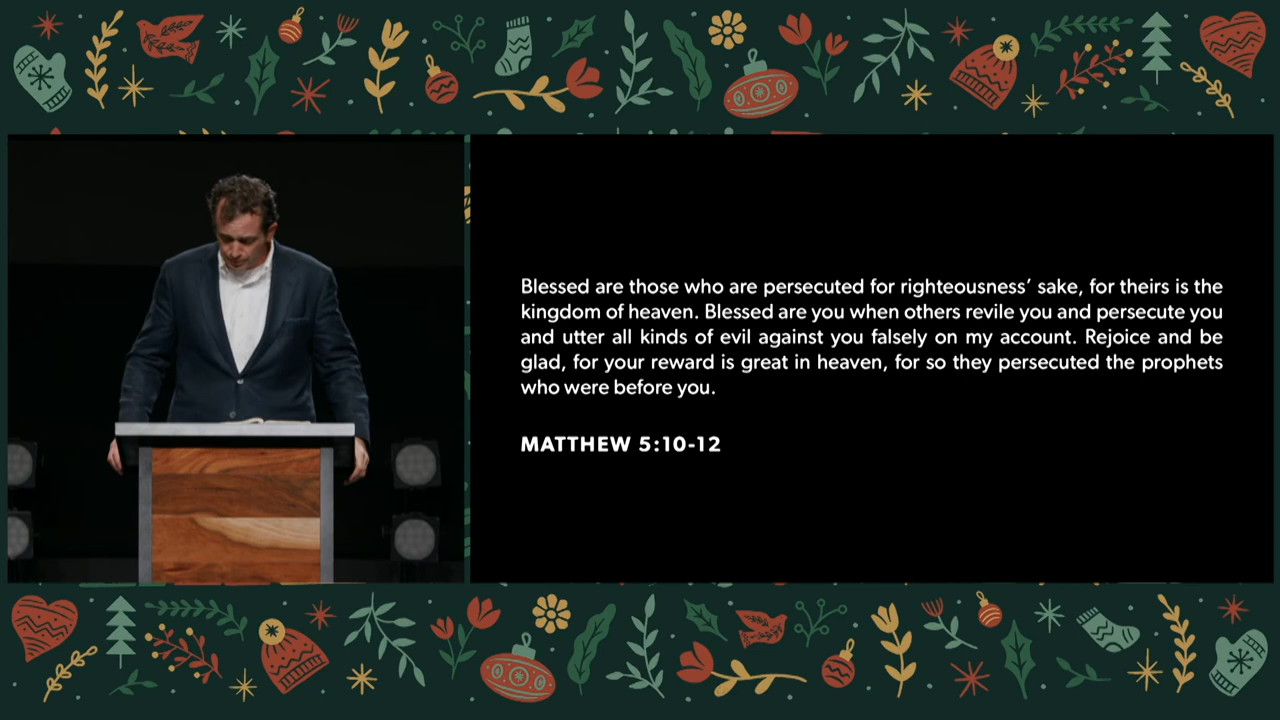 Blessed are those who are persecuted for righteousness’ sake, for theirs is the
kingdom of heaven. Blessed are you when others revile you and persecute you
and utter all kinds of evil against you falsely on my account. Rejoice and be
glad, for your reward is great in heaven, for so they persecuted the prophets
who were before you.
MATTHEW 5:10-12